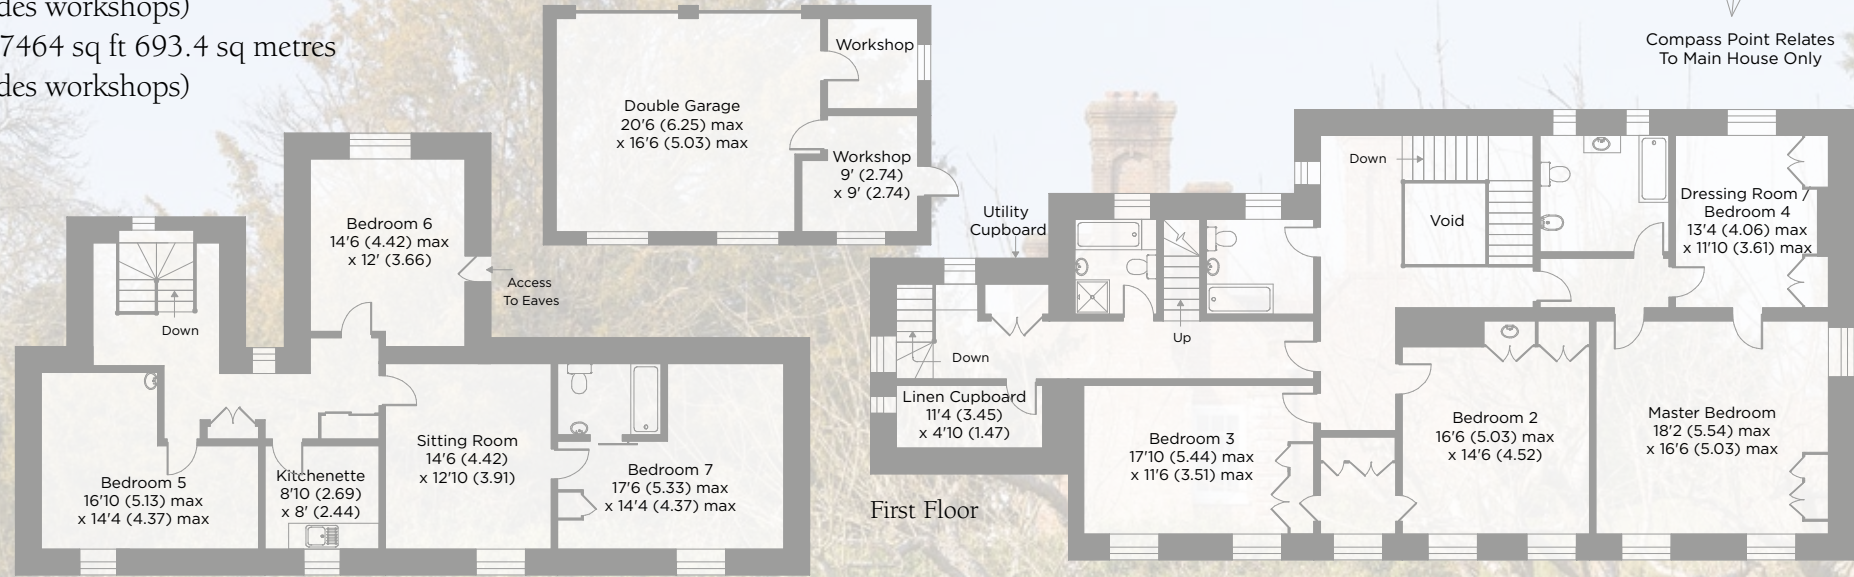 des workshops)
7464 sq ft 693.4 sq metres
des workshops)
Workshop
Double Garage
20'6 (6.25) max
x 16'6 (5.03) max
Workshop
9' (2.74)
x 9' (2.74)
Compass Point Relates
To Main House Only
Bedroom 6
14'6 (4.42) max
x 12' (3.66)
Access
To Eaves
Down
Bedroom 5
16'10 (5.13) max
x 14'4 (4.37) max
Kitchenette
8'10 (2.69)
x 8' (2.44)
Sitting Room
14'6 (4.42)
x 12'10 (3.91)
Bedroom 7
17'6 (5.33) max
x 14'4 (4.37) max
Utility
Cupboard
Down
Void
Dressing Room /
Bedroom 4
13'4 (4.06) max
x 11'10 (3.61) max
Up
Down
Linen Cupboard
11'4 (3.45)
x 4'10 (1.47)
Bedroom 3
17'10 (5.44) max
x 11'6 (3.51) max
Bedroom 2
16'6 (5.03) max
x 14'6 (4.52)
Master Bedroom
18'2 (5.54) max
x 16'6 (5.03) max
First Floor